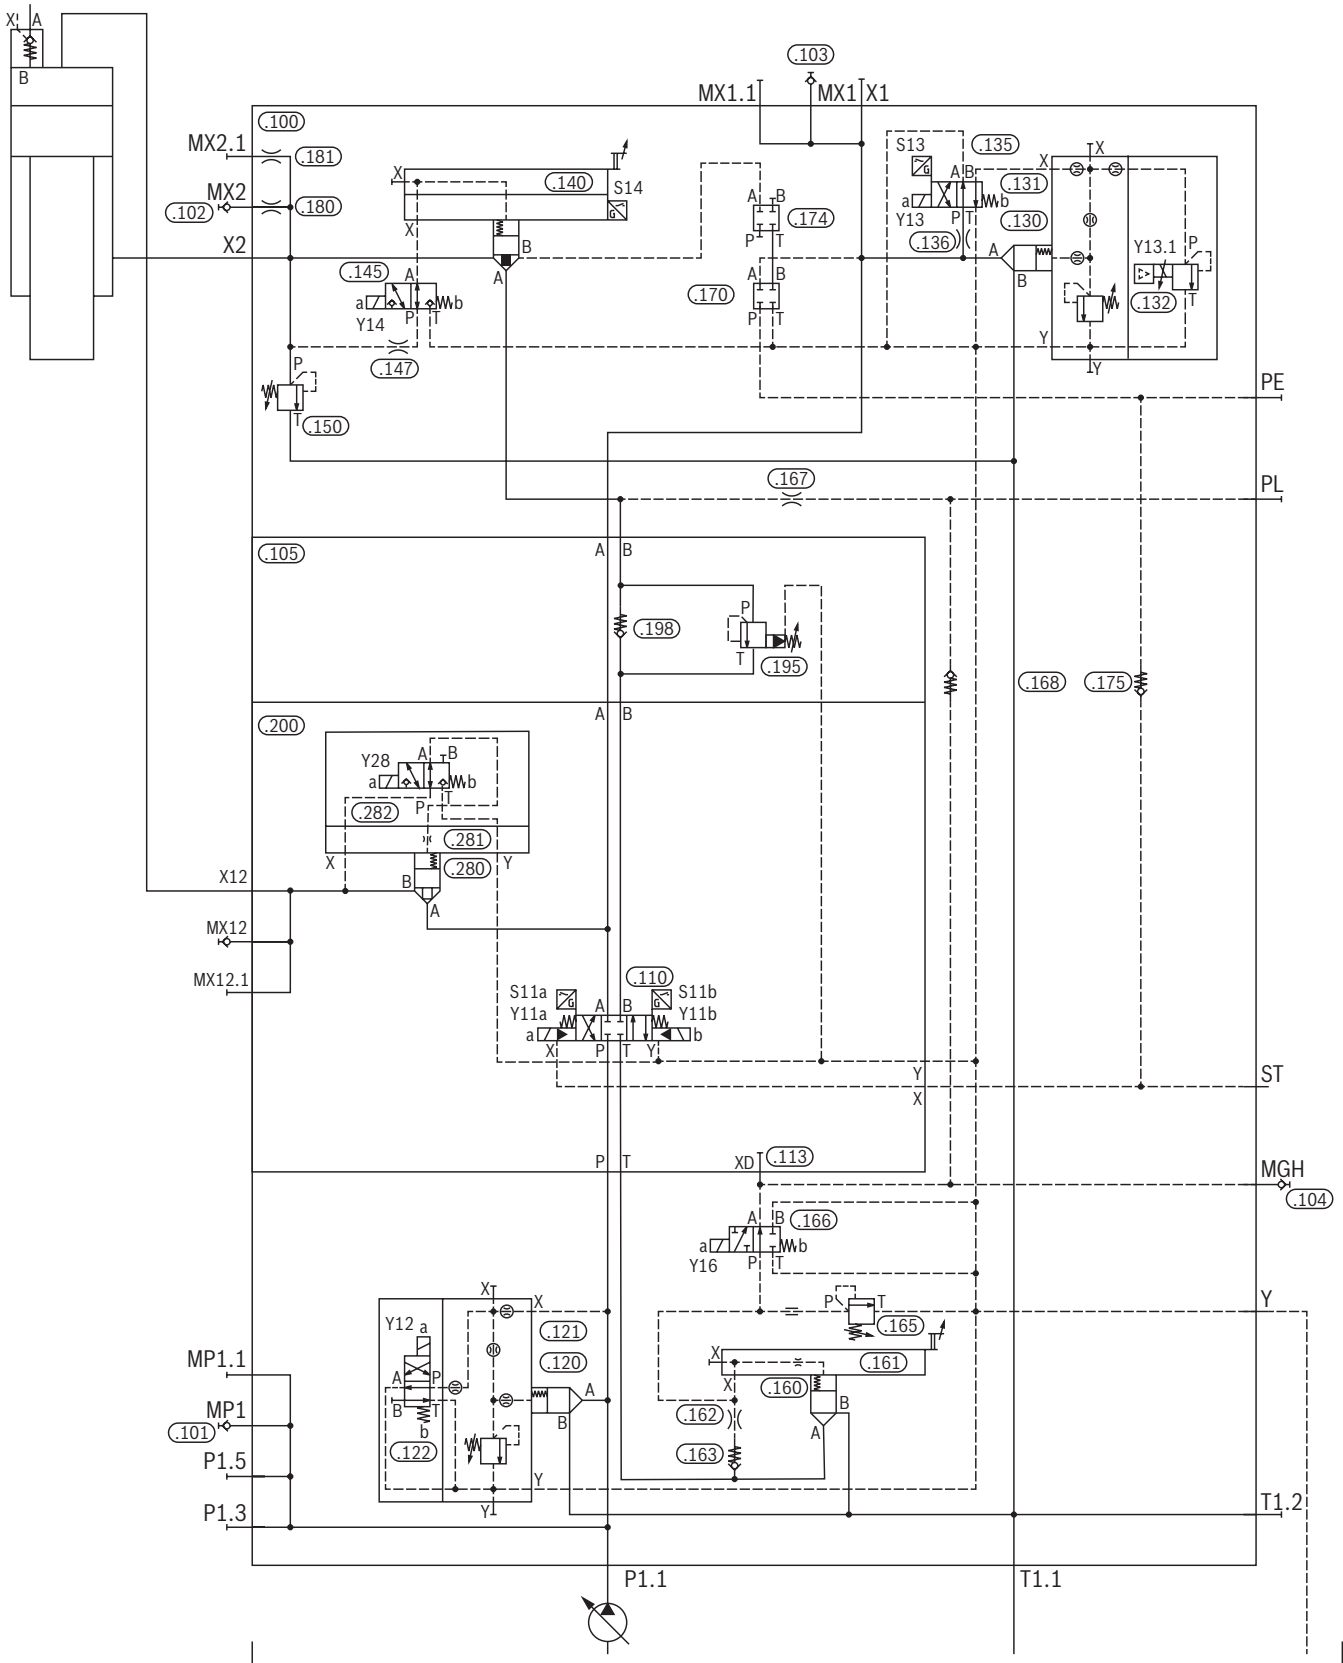 X A
B
.103
MX1.1 MX1 X1
.100
MX2.1
.181
S13 .135
X
X
.140
S14
A B
.131
MX2
.102
.180
X
A B
.174
Y13 P T b
.130
P T
.136
X2
B
A
A
B
Y13.1 P
.145
A
a b
Y14 P T
A B
.170
P T
T
.132
Y
Y
.147
P
PE
T .150
.167
PL
.105
A B
.198
P
T .195
.168 .175
A B
.200
Y28 A B
a b
T
.282 P
.281
X .280 Y
X12
B
A
MX12
MX12.1
.110
S11a S11b
Y11a A B Y11b
a b
X P T Y
Y
ST
X
P T
XD .113
MGH
.104
A B .166
a b
Y16 P T
X
X
Y12 a
.121
P T
Y
.165
MP1.1
.120
X
.161
A P
X .160
A
B T
B
B
MP1
.101
b
.122
.162
A
P1.5
.163
Y
P1.3
Y
T1.2
P1.1
T1.1